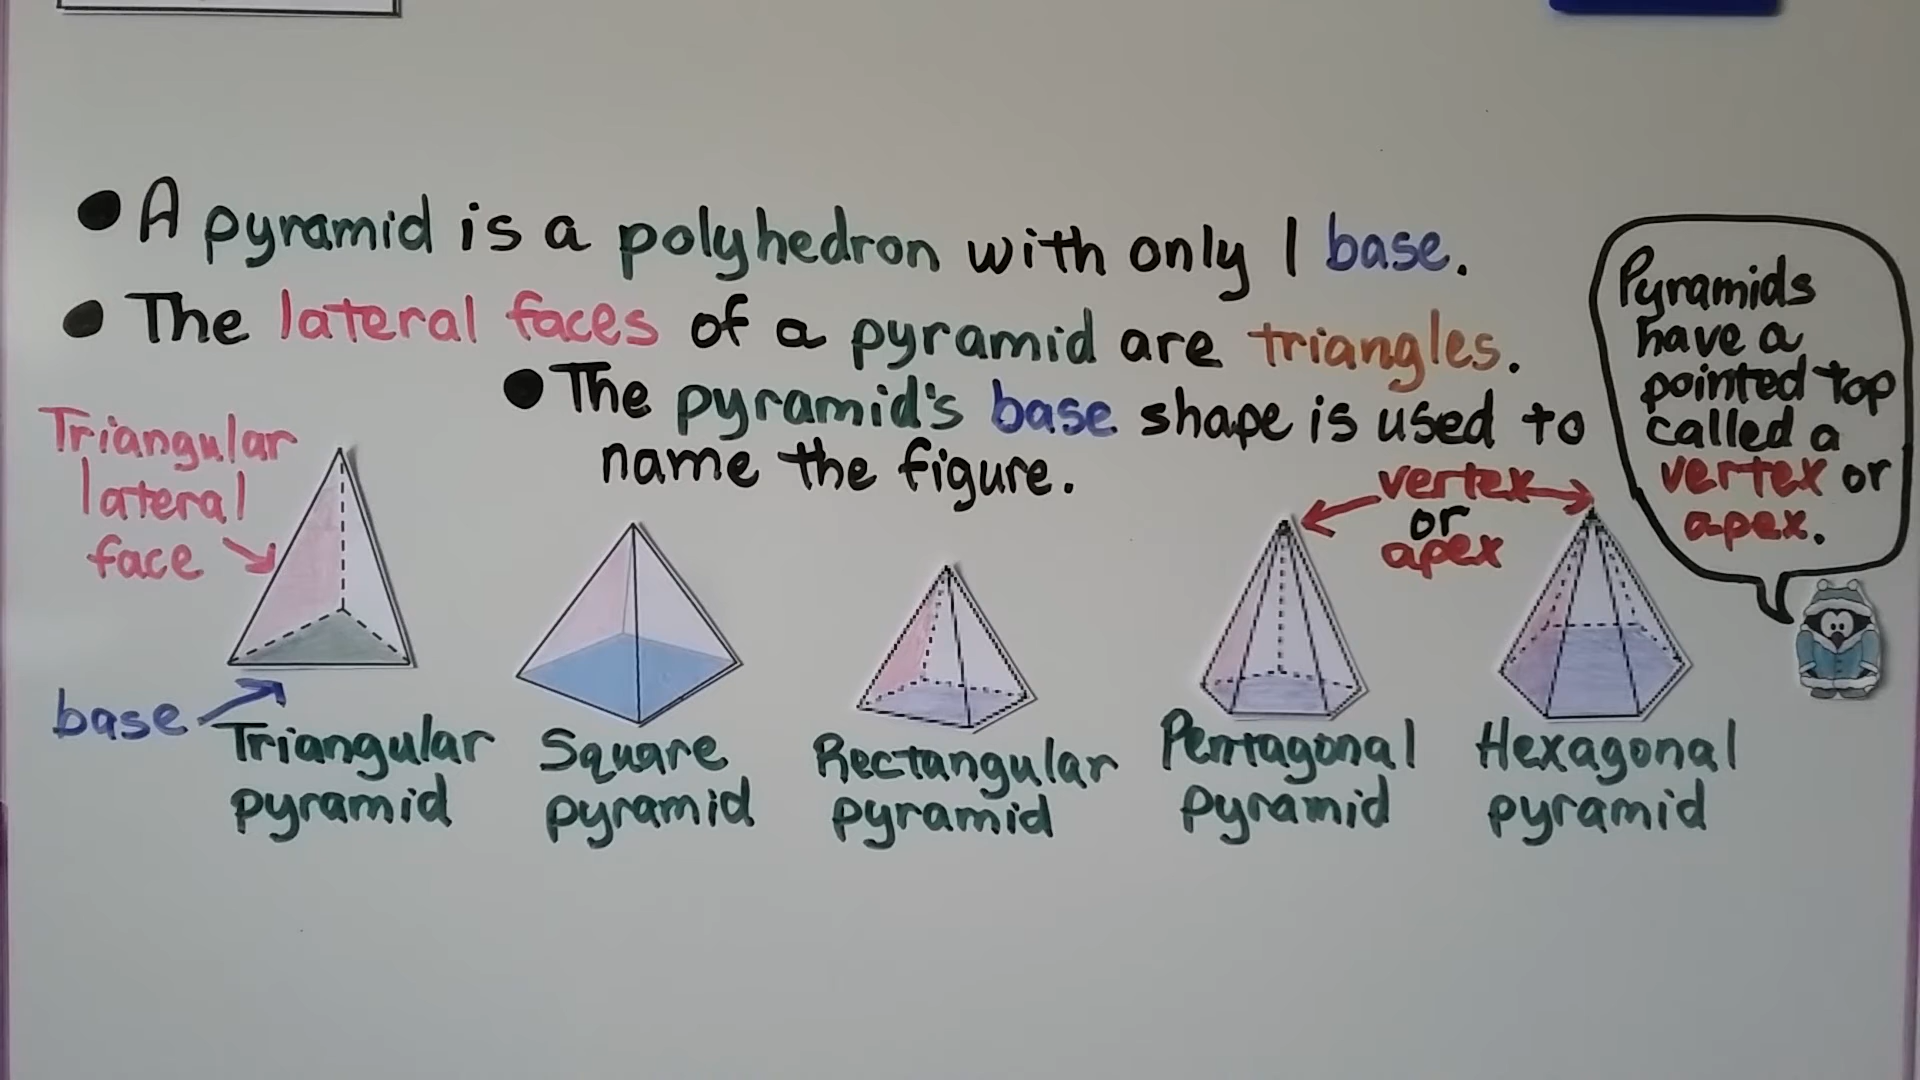 A pyramid is a polyhedron with only 1 base.
The lateral faces of a pyramid are triangles.
The pyramid's base shape is used to
name the figure.
Pyramids
have a
pointed top
called a
vertex or
apex.
Triangular
lateral
face
vertex
or
apex
base
Triangular
pyramid
Square
pyramid
Rectangular
pyramid
Pentagonal
pyramid
Hexagonal
pyramid